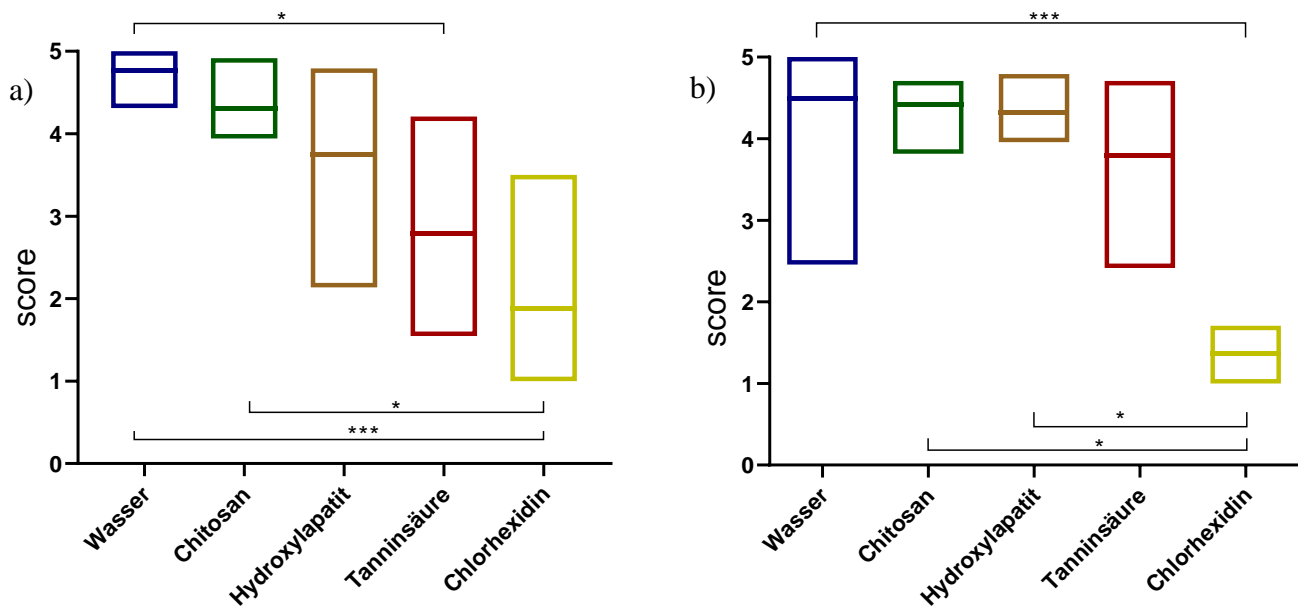 a)
*
5
4
3
2
1
0
score
*
***
Wasser
Chitosan
Hydroxylapatit
Tanninsäure
Chlorhexidin
b)
***
5
4
3
2
1
0
score
*
*
Wasser
Chitosan
Hydroxylapatit
Tanninsäure
Chlorhexidin